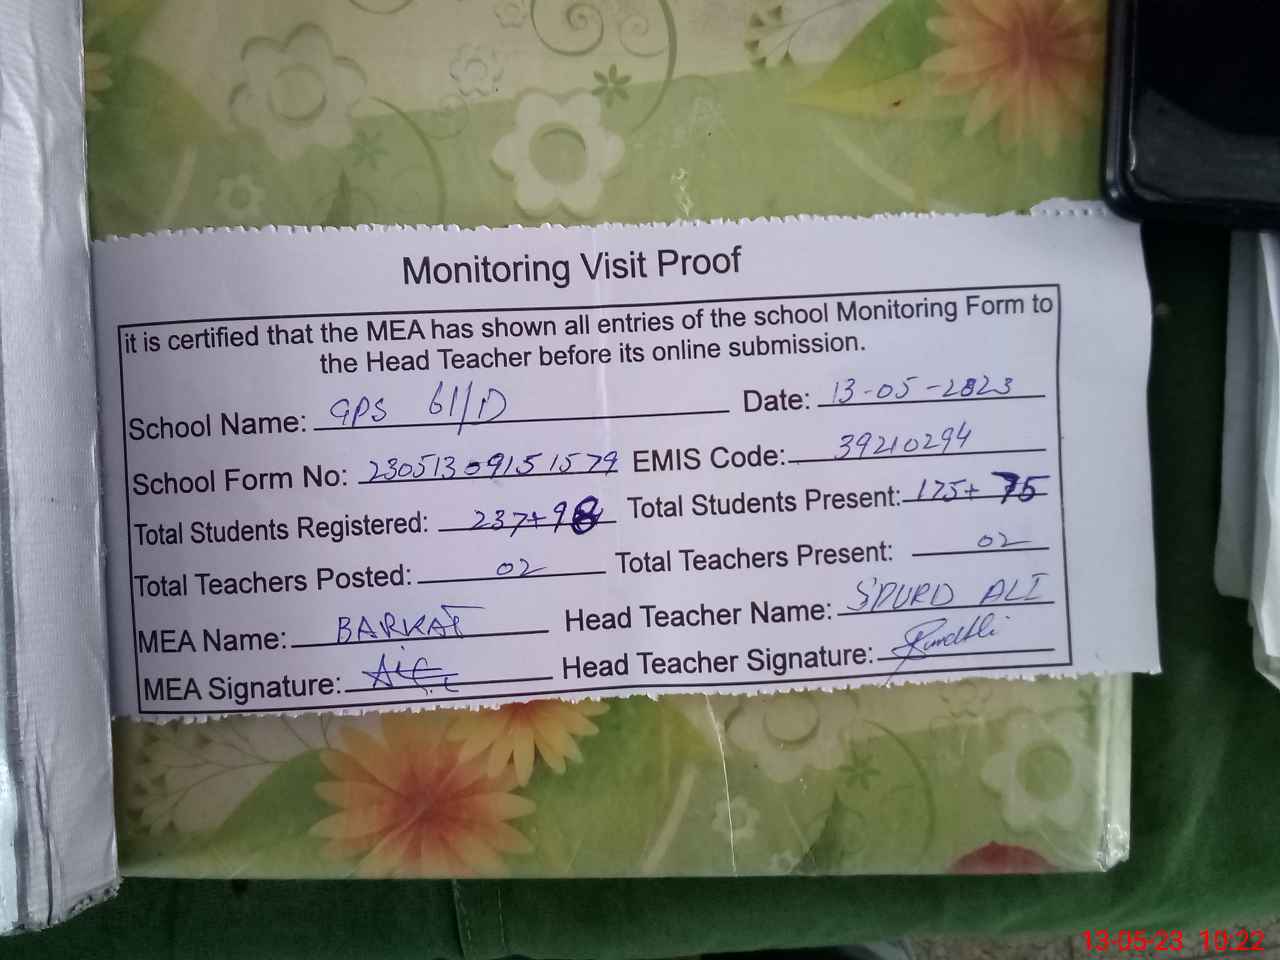 Monitoring Visit Proof
it is certified that the MEA has shown all entries of the school Monitoring Form to
the Head Teacher before its online submission.
School Name: GPS 61/D Date: 13-05-2023
School Form No: 23051309151579 EMIS Code: 39210294
Total Students Registered: 237+98 Total Students Present: 175+75
Total Teachers Posted: 02 Total Teachers Present: 02
MEA Name: BARKAT Head Teacher Name: ALI
MEA Signature: Head Teacher Signature:
13-05-23 10:22